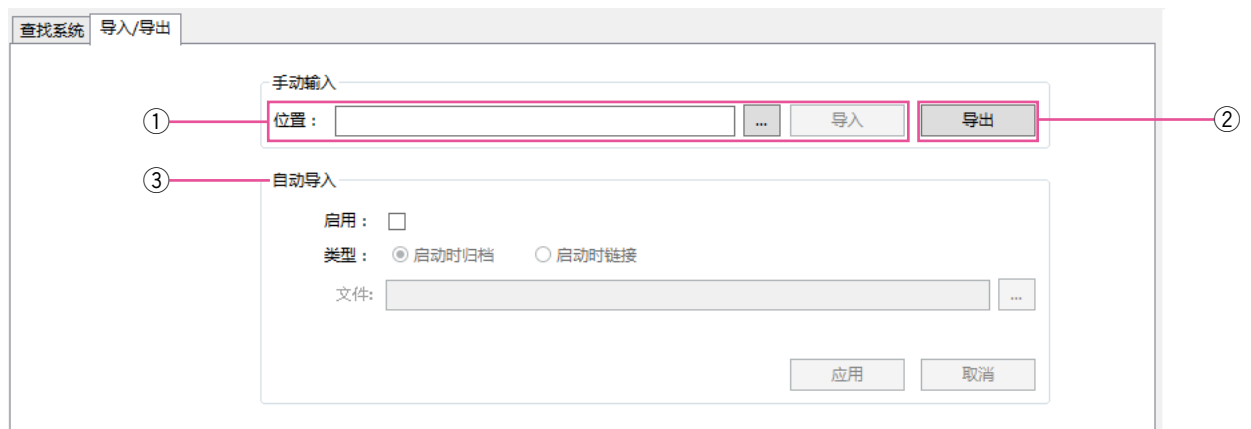 查找系统 导入/导出
手动输入
① 位置： ... 导入 导出 ②
③ 自动导入
启用：
类型： 启动时归档 启动时链接
文件: ...
应用 取消